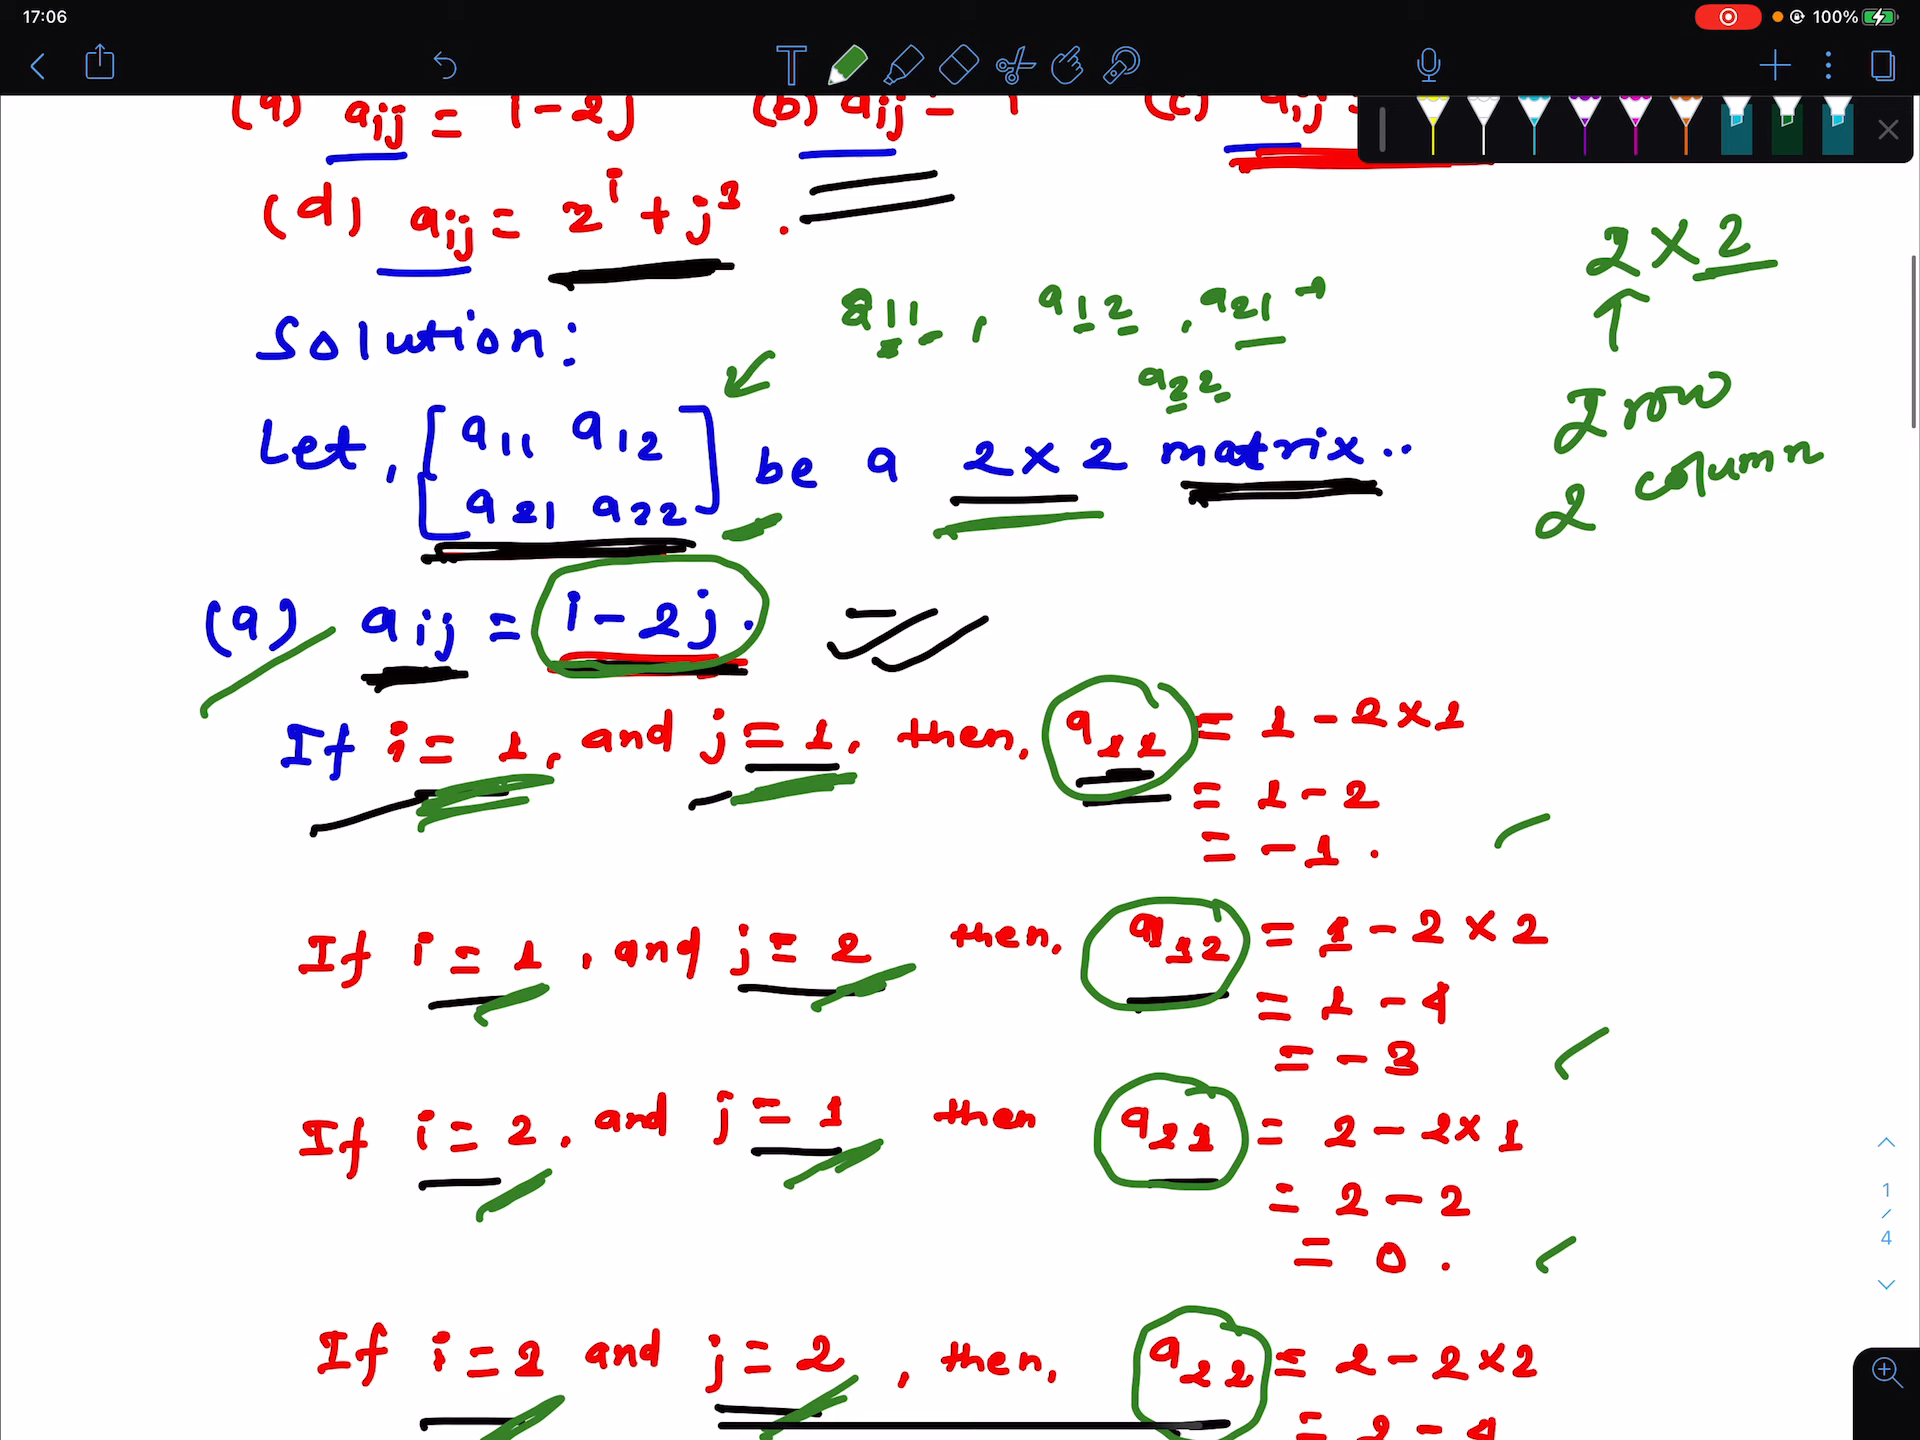 17:06
100%
(a) aij = i-2j (b) aij = (c) aij =
(d) aij = 2^i + j³ .
2 × 2
Solution:
a11 , a12 , a21 →
a22
2 row
2 column
Let, [ a11 a12
a21 a22 ] be a 2 × 2 matrix..
(a) aij = i - 2j.
If i = 1, and j = 1, then, a11 = 1 - 2×1
= 1 - 2
= -1 .
If i = 1 , and j = 2 then, a12 = 1 - 2 × 2
= 1 - 4
= - 3
If i = 2, and j = 1 then a21 = 2 - 2×1
= 2 - 2
= 0 .
If i = 2 and j = 2 , then, a22 = 2 - 2×2
= 2 - 4
1
/
4